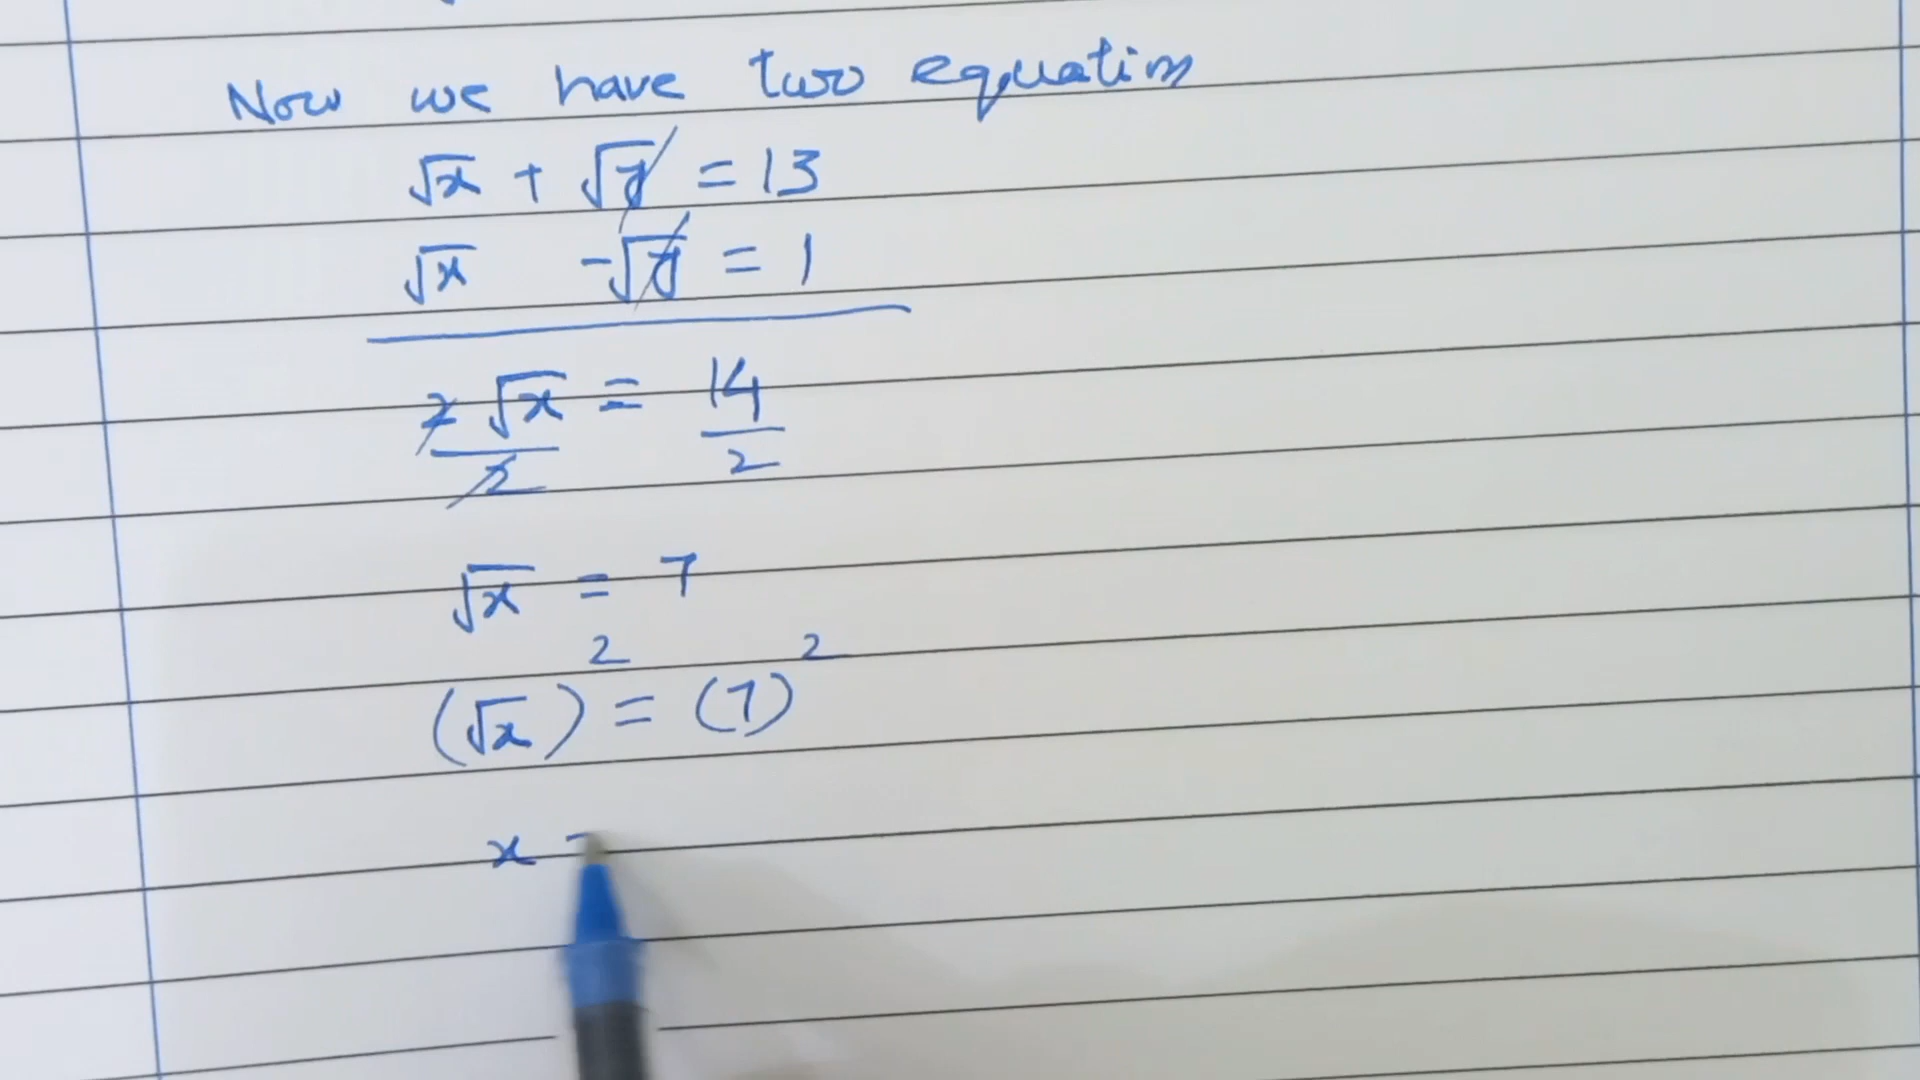 Now we have two equation
√x + √y = 13
√x -√y = 1
2 √x = 14
2 2
√x = 7
(√x)² = (7)²
x =